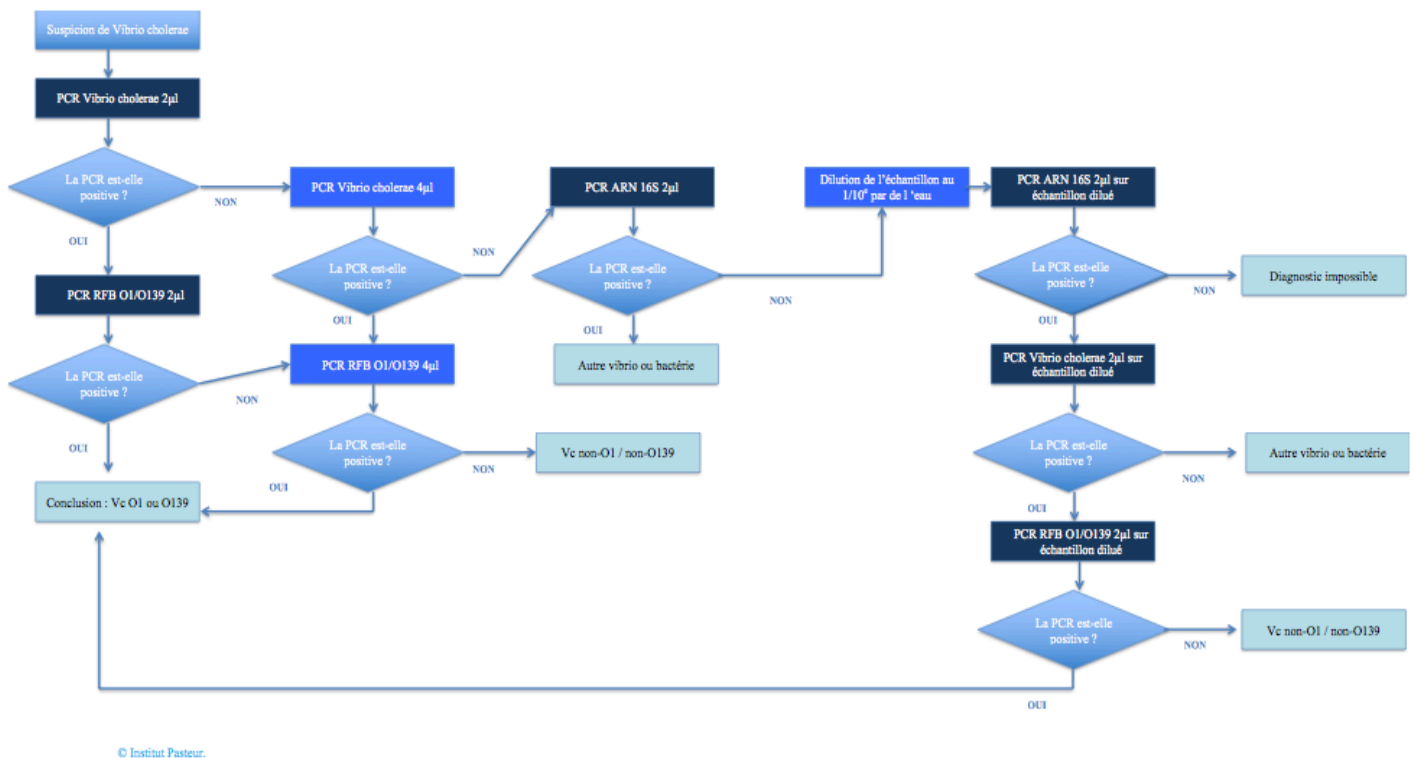 Suspicion de Vibrio cholerae
PCR Vibrio cholerae 2µl
La PCR est-elle
positive ?
NON
OUI
PCR RFB O1/O139 2µl
La PCR est-elle
positive ?
NON
OUI
Conclusion : Vc O1 ou O139
PCR Vibrio cholerae 4µl
La PCR est-elle
positive ?
NON
OUI
PCR RFB O1/O139 4µl
La PCR est-elle
positive ?
NON
OUI
Vc non-O1 / non-O139
PCR ARN 16S 2µl
La PCR est-elle
positive ?
NON
OUI
Autre vibrio ou bactérie
Dilution de l'échantillon au
1/10e par de l 'eau
PCR ARN 16S 2µl sur
échantillon dilué
La PCR est-elle
positive ?
NON
Diagnostic impossible
OUI
PCR Vibrio cholerae 2µl sur
échantillon dilué
La PCR est-elle
positive ?
NON
Autre vibrio ou bactérie
OUI
PCR RFB O1/O139 2µl sur
échantillon dilué
La PCR est-elle
positive ?
NON
Vc non-O1 / non-O139
OUI
© Institut Pasteur.